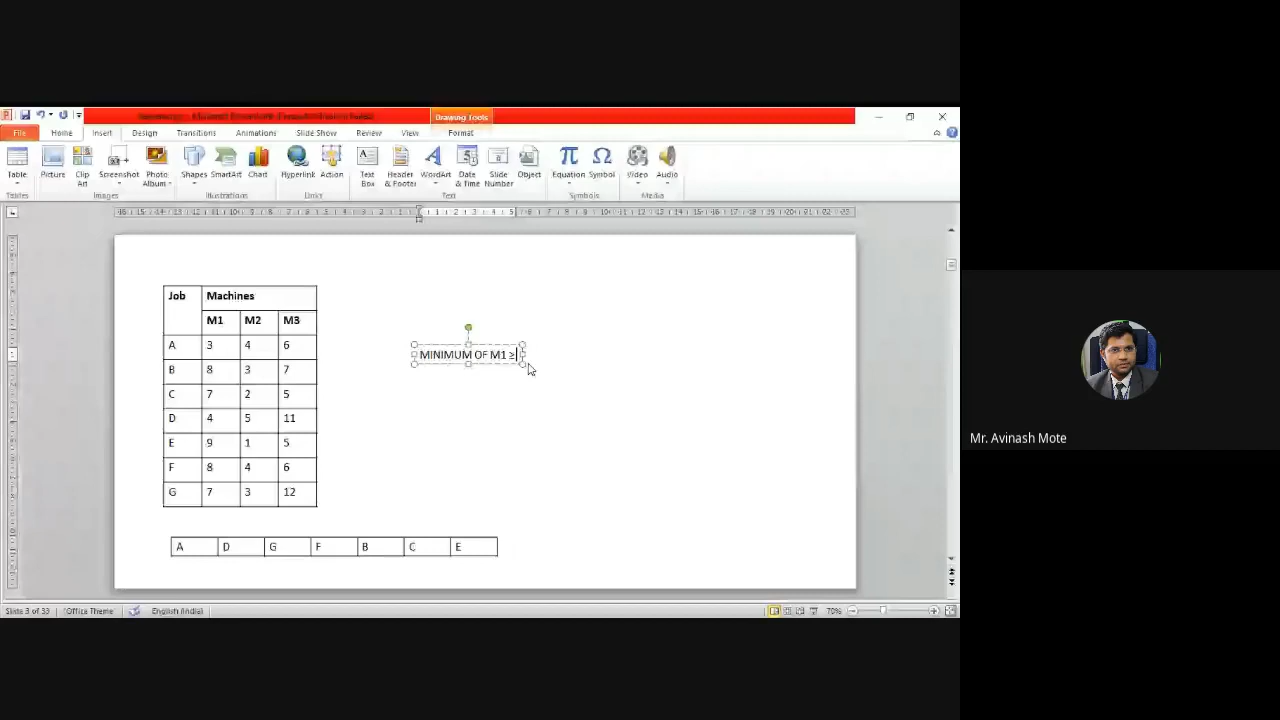 Drawing Tools
File Home Insert Design Transitions Animations Slide Show Review View Format
Table Picture Clip Art Screenshot Photo Album Shapes SmartArt Chart Hyperlink Action Text Box Header & Footer WordArt Date & Time Slide Number Object Equation Symbol Video Audio
Tables Images Illustrations Links Text Symbols Media
Job Machines
M1 M2 M3
A 3 4 6
B 8 3 7
C 7 2 5
D 4 5 11
E 9 1 5
F 8 4 6
G 7 3 12
MINIMUM OF M1 ≥
A D G F B C E
Mr. Avinash Mote
Slide 3 of 33 "Office Theme" English (India) 70%